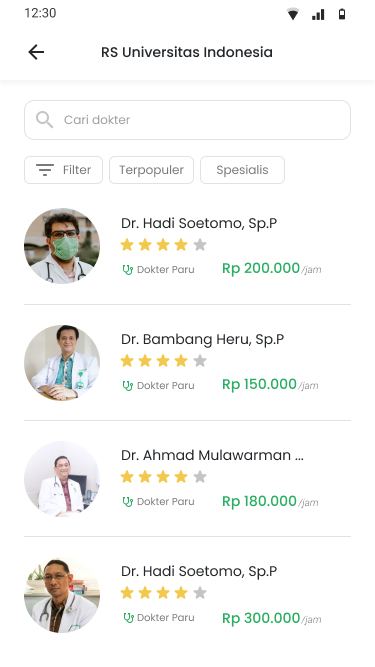 12:30
RS Universitas Indonesia
Cari dokter
Filter Terpopuler Spesialis
Dr. Hadi Soetomo, Sp.P
Dokter Paru Rp 200.000/jam
Dr. Bambang Heru, Sp.P
Dokter Paru Rp 150.000/jam
Dr. Ahmad Mulawarman ...
Dokter Paru Rp 180.000/jam
Dr. Hadi Soetomo, Sp.P
Dokter Paru Rp 300.000/jam